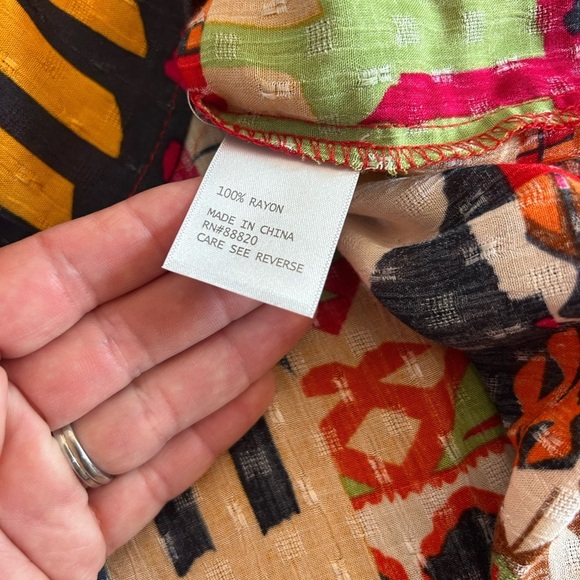 100% RAYON
MADE IN CHINA
RN#88820
CARE SEE REVERSE